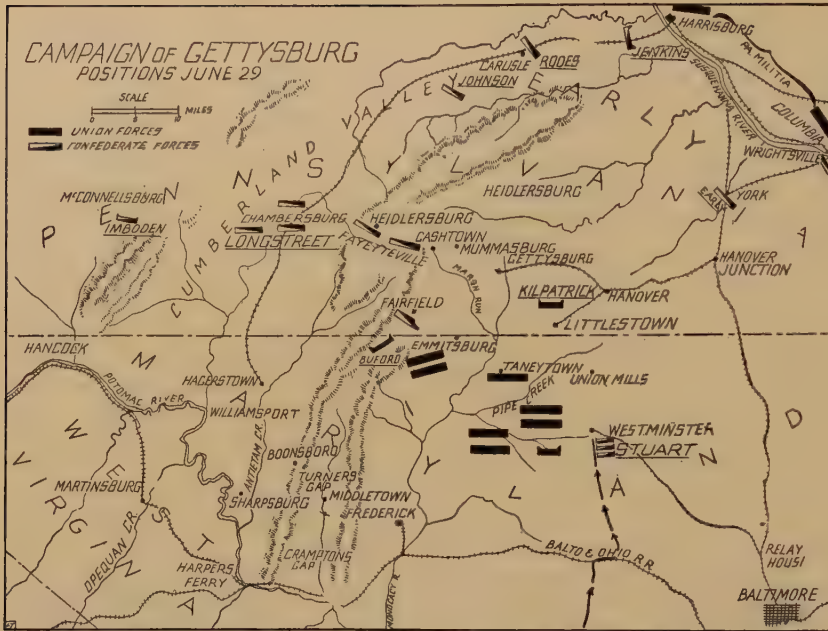 CAMPAIGN OF GETTYSBURG
POSITIONS JUNE 29
SCALE
MILES
UNION FORCES
CONFEDERATE FORCES
HARRISBURG
PA. MILITIA
SUSQUEHANNA RIVER
COLUMBIA
WRIGHTSVILLE
CARLISLE
RODES
JENKINS
JOHNSON
EARLY
YORK
CUMBERLAND VALLEY
PENNSYLVANIA
McCONNELLSBURG
IMBODEN
CHAMBERSBURG
LONGSTREET
HEIDLERSBURG
FAYETTEVILLE
CASHTOWN
MUMMASBURG
HEIDLERSBURG
GETTYSBURG
MARSH RUN
HANOVER JUNCTION
KILPATRICK
HANOVER
LITTLESTOWN
FAIRFIELD
BUFORD
EMMITSBURG
HANCOCK
POTOMAC RIVER
HAGERSTOWN
WILLIAMSPORT
TANEYTOWN
UNION MILLS
PIPE CREEK
WESTMINSTER
STUART
MARYLAND
WEST VIRGINIA
MARTINSBURG
OPEQUAN CR.
ANTIETAM CR.
BOONSBORO
TURNERS GAP
SHARPSBURG
MIDDLETOWN
FREDERICK
CRAMPTONS GAP
HARPERS FERRY
BALTO & OHIO RR.
RELAY
BALTIMORE